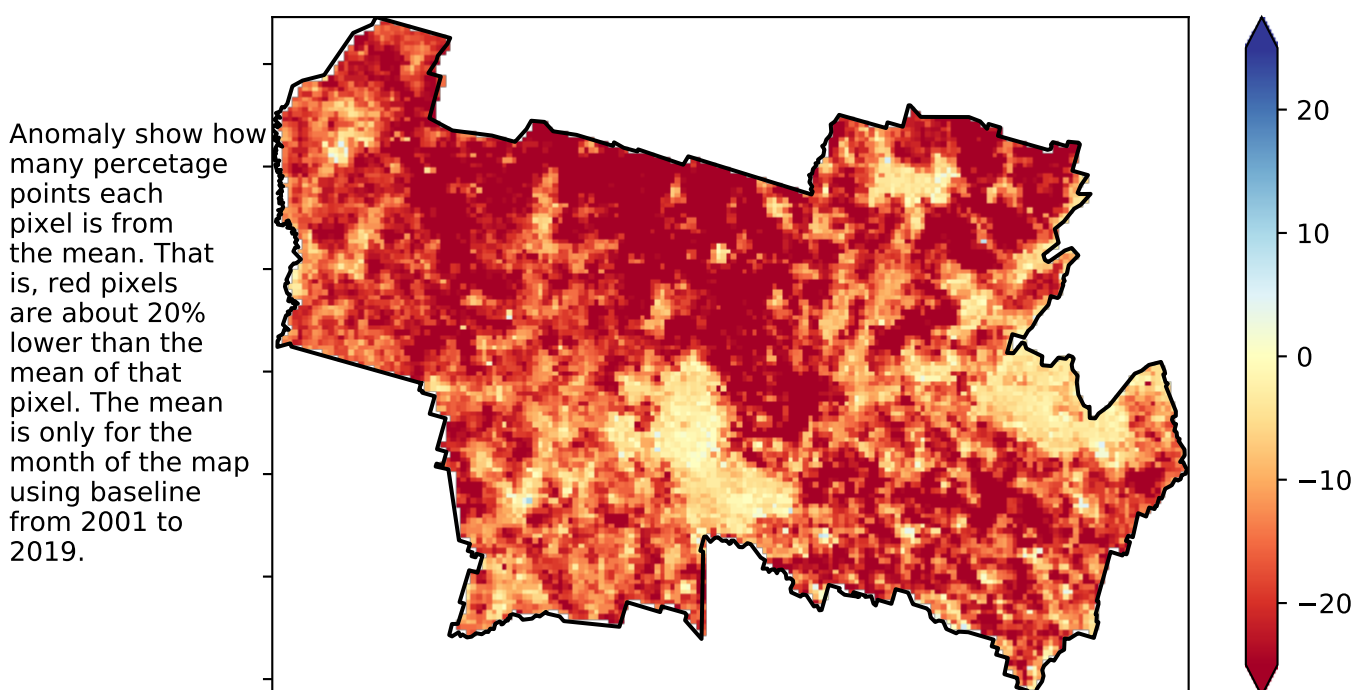 Anomaly show how
many percetage
points each
pixel is from
the mean. That
is, red pixels
are about 20%
lower than the
mean of that
pixel. The mean
is only for the
month of the map
using baseline
from 2001 to
2019.
20
10
0
−10
−20